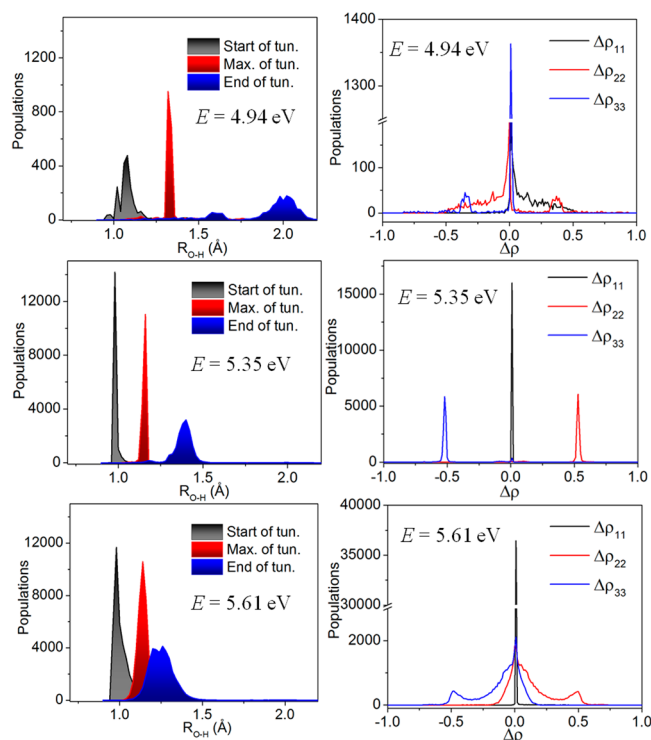 1200
800
400
0
Populations
Start of tun.
Max. of tun.
End of tun.
E = 4.94 eV
1.0 1.5 2.0
R_O-H (Å)
1400
1300
100
0
Populations
E = 4.94 eV
Δρ₁₁
Δρ₂₂
Δρ₃₃
-1.0 -0.5 0.0 0.5 1.0
Δρ
12000
8000
4000
0
Populations
Start of tun.
Max. of tun.
End of tun.
E = 5.35 eV
1.0 1.5 2.0
R_O-H (Å)
15000
10000
5000
0
Populations
E = 5.35 eV
Δρ₁₁
Δρ₂₂
Δρ₃₃
-1.0 -0.5 0.0 0.5 1.0
Δρ
12000
8000
4000
0
Populations
Start of tun.
Max. of tun.
End of tun.
E = 5.61 eV
1.0 1.5 2.0
R_O-H (Å)
40000
35000
30000
2000
0
Populations
E = 5.61 eV
Δρ₁₁
Δρ₂₂
Δρ₃₃
-1.0 -0.5 0.0 0.5 1.0
Δρ